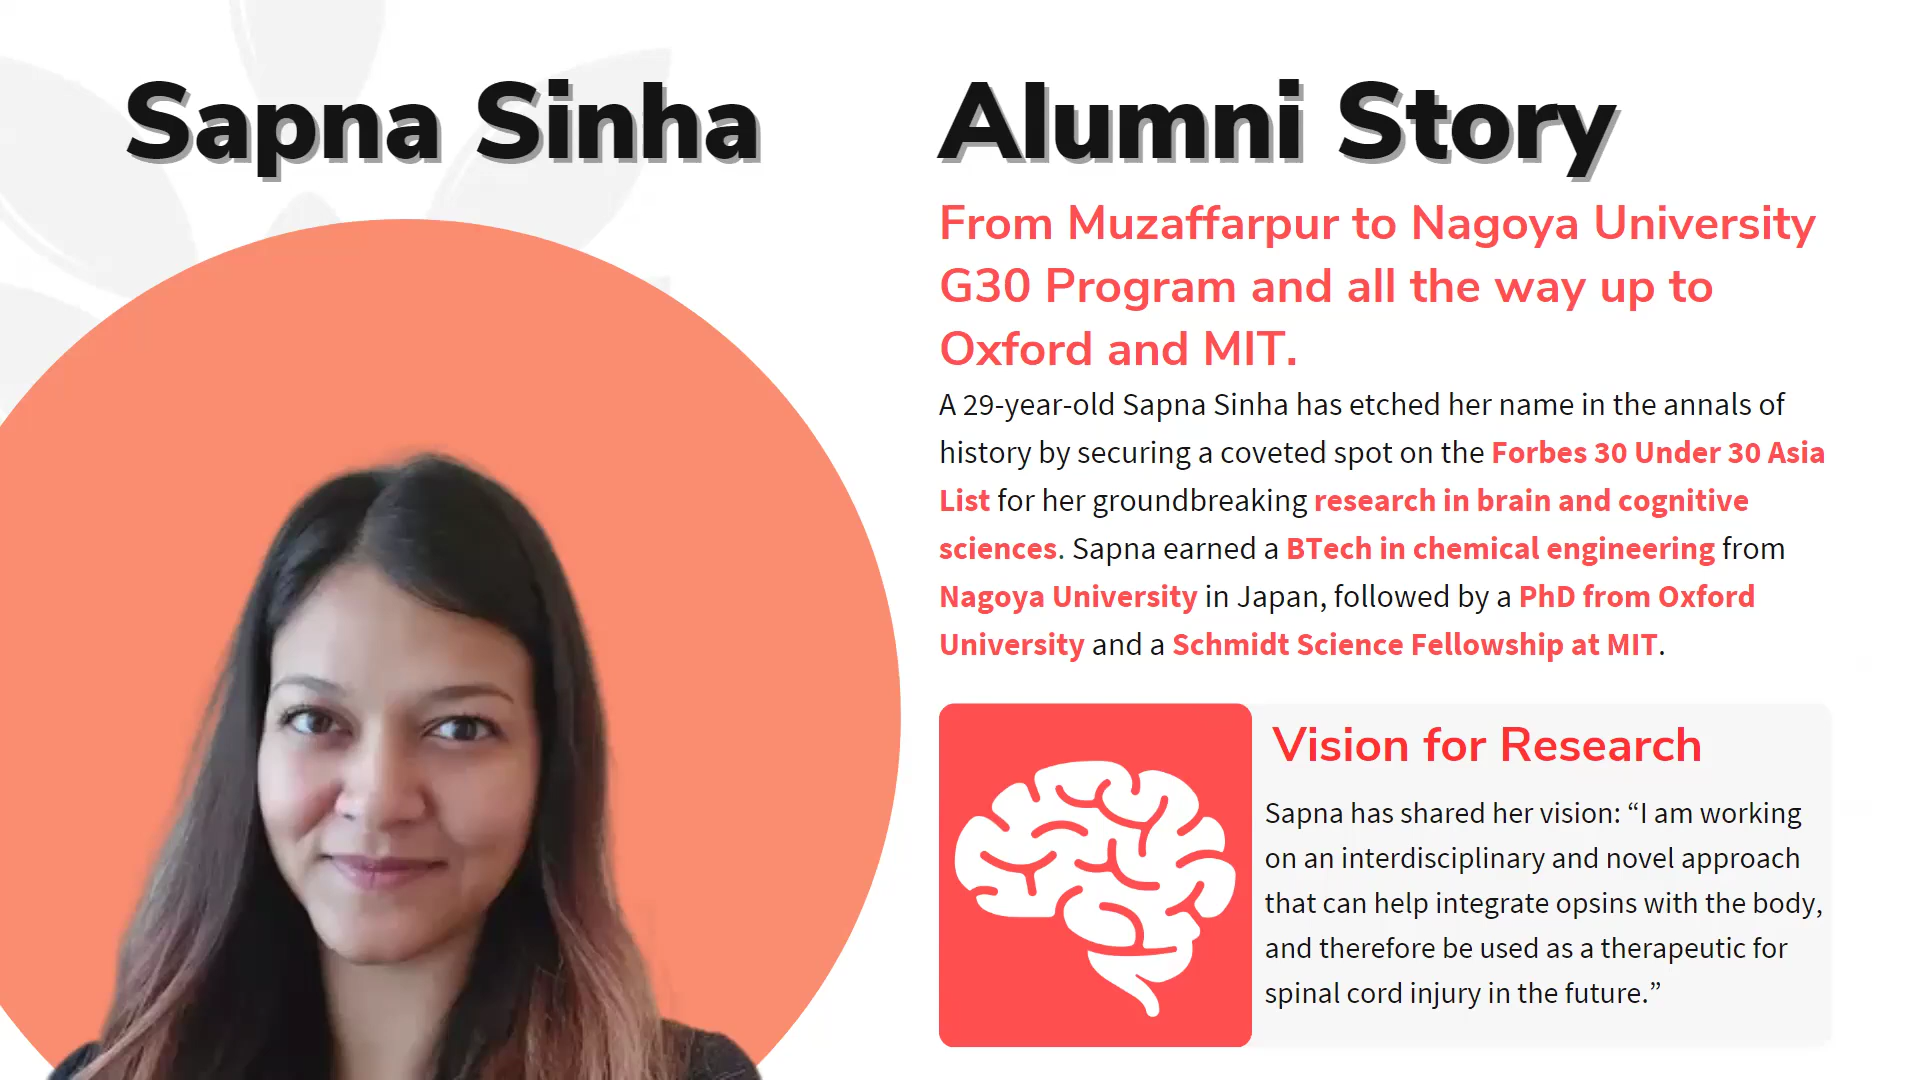 Sapna Sinha
Alumni Story
From Muzaffarpur to Nagoya University
G30 Program and all the way up to
Oxford and MIT.
A 29-year-old Sapna Sinha has etched her name in the annals of
history by securing a coveted spot on the Forbes 30 Under 30 Asia
List for her groundbreaking research in brain and cognitive
sciences. Sapna earned a BTech in chemical engineering from
Nagoya University in Japan, followed by a PhD from Oxford
University and a Schmidt Science Fellowship at MIT.
Vision for Research
Sapna has shared her vision: “I am working
on an interdisciplinary and novel approach
that can help integrate opsins with the body,
and therefore be used as a therapeutic for
spinal cord injury in the future.”